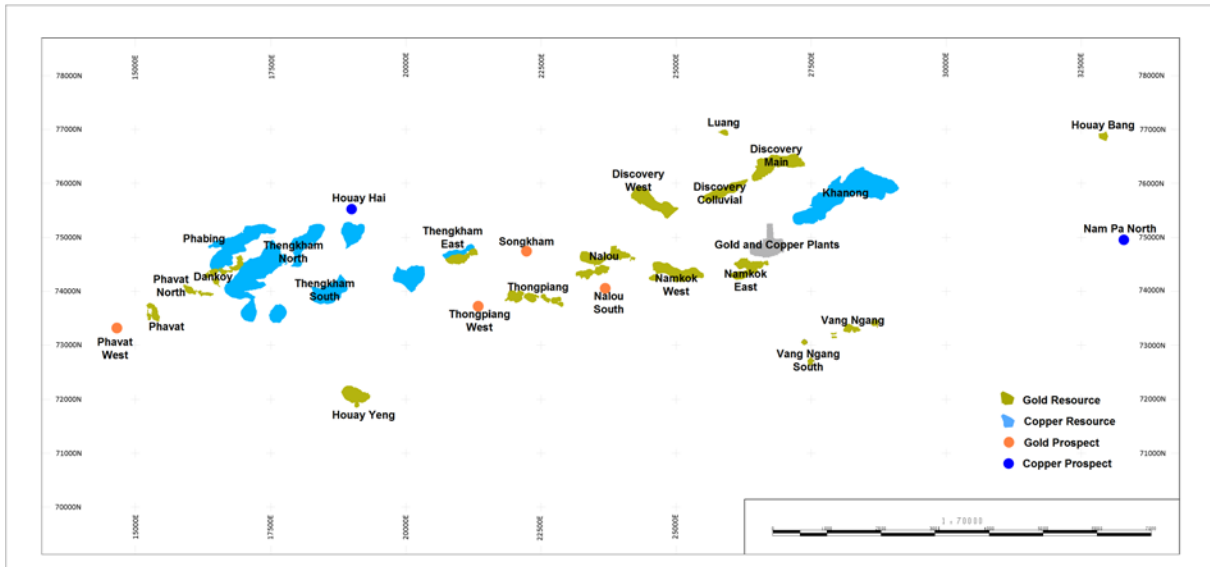 15000E
17500E
20000E
22500E
25000E
27500E
30000E
32500E
78000N
78000N
77000N
77000N
Luang
Houay Bang
Discovery
Main
76000N
76000N
Discovery
West
Discovery
Colluvial
Khanong
Houay Hai
75000N
75000N
Phabing
Thengkham
North
Thengkham
East
Songkham
Gold and Copper Plants
Nam Pa North
Nalou
Dankoy
Phavat
North
74000N
74000N
Thengkham
South
Thongpiang
Namkok
West
Namkok
East
Nalou
South
Phavat
Thongpiang
West
Vang Ngang
73000N
73000N
Phavat
West
Vang Ngang
South
72000N
72000N
Houay Yeng
Gold Resource
Copper Resource
Gold Prospect
Copper Prospect
71000N
71000N
70000N
70000N
15000E
17500E
20000E
22500E
25000E
1:70000